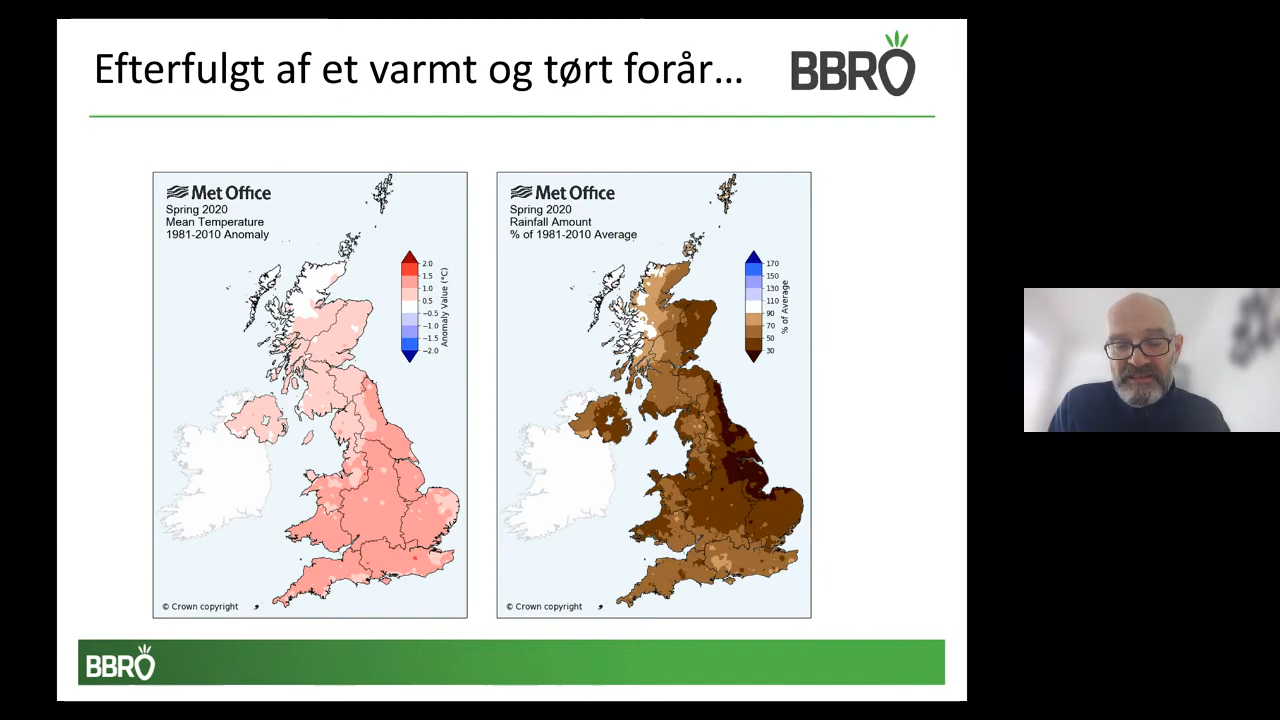 Efterfulgt af et varmt og tørt forår...
BBRO
Met Office
Spring 2020
Mean Temperature
1981-2010 Anomaly
2.0
1.5
1.0
0.5
−0.5
−1.0
−1.5
−2.0
Anomaly Value (°C)
© Crown copyright
Met Office
Spring 2020
Rainfall Amount
% of 1981-2010 Average
170
150
130
110
90
70
50
30
% of Average
© Crown copyright
BBRO